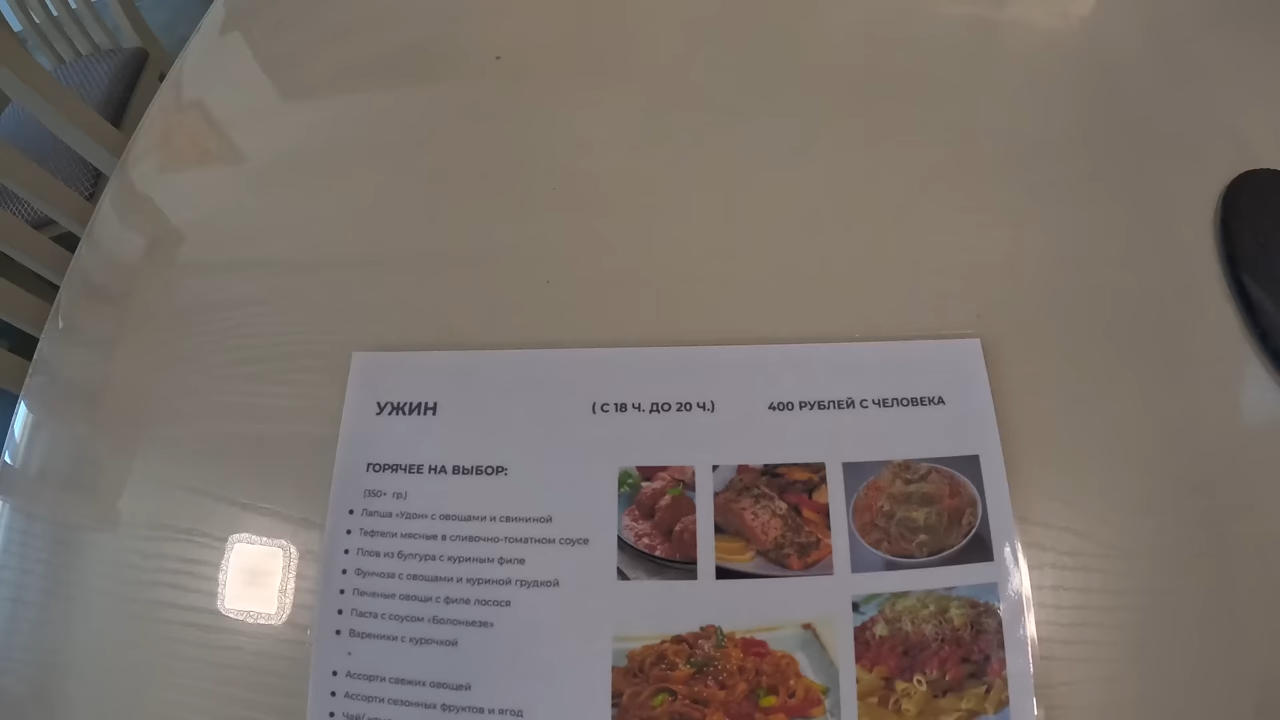 УЖИН ( С 18 Ч. ДО 20 Ч.) 400 РУБЛЕЙ С ЧЕЛОВЕКА
ГОРЯЧЕЕ НА ВЫБОР:
(350+ гр.)
• Лапша «Удон» с овощами и свининой
• Тефтели мясные в сливочно-томатном соусе
• Плов из булгура с куриным филе
• Фунчоза с овощами и куриной грудкой
• Печеные овощи с филе лосося
• Паста с соусом «Болоньезе»
• Вареники с курочкой
• Ассорти свежих овощей
• Ассорти сезонных фруктов и ягод
• Чай/